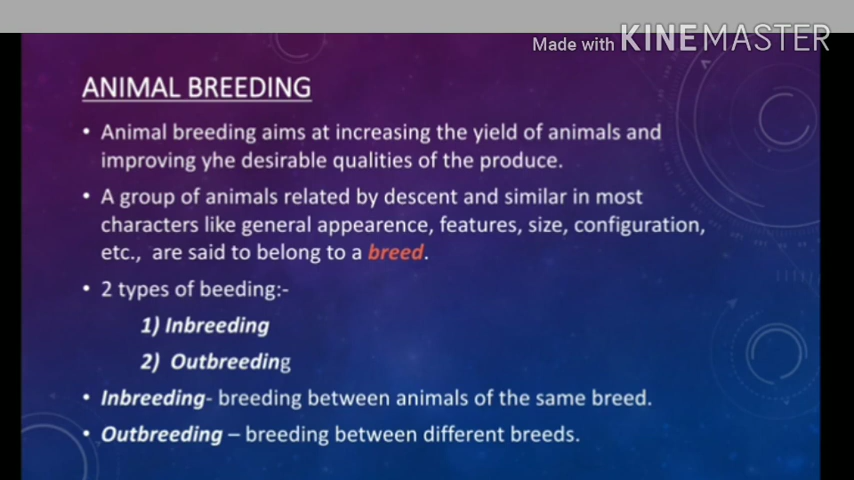 Made with KINEMASTER
ANIMAL BREEDING
• Animal breeding aims at increasing the yield of animals and
improving yhe desirable qualities of the produce.
• A group of animals related by descent and similar in most
characters like general appearence, features, size, configuration,
etc., are said to belong to a breed.
• 2 types of beeding:-
1) Inbreeding
2) Outbreeding
• Inbreeding- breeding between animals of the same breed.
• Outbreeding – breeding between different breeds.